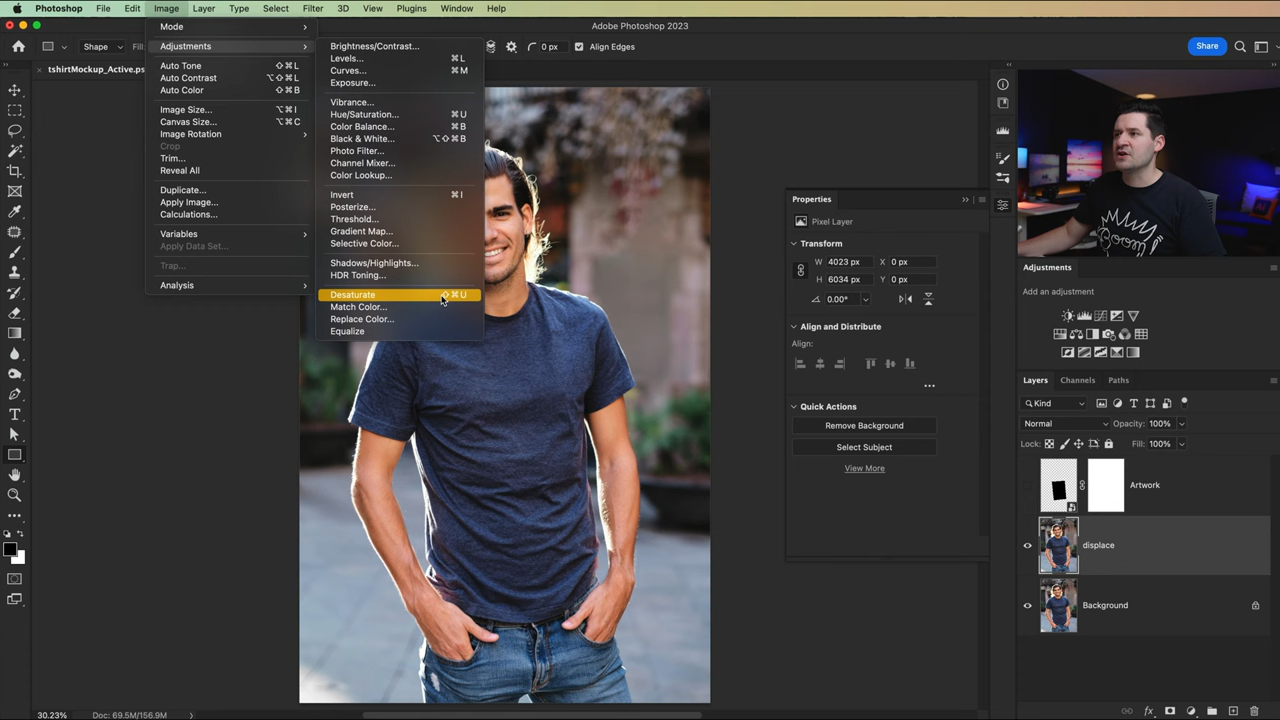 Photoshop File Edit Image Layer Type Select Filter 3D View Plugins Window Help
Adobe Photoshop 2023
Shape Fill 0 px Align Edges Share
tshirtMockup_Active.ps
Mode
Adjustments
Auto Tone ⇧⌘L
Auto Contrast ⌥⇧⌘L
Auto Color ⇧⌘B
Image Size... ⌥⌘I
Canvas Size... ⌥⌘C
Image Rotation
Crop
Trim...
Reveal All
Duplicate...
Apply Image...
Calculations...
Variables
Apply Data Set...
Trap...
Analysis
Brightness/Contrast...
Levels... ⌘L
Curves... ⌘M
Exposure...
Vibrance...
Hue/Saturation... ⌘U
Color Balance... ⌘B
Black & White... ⌥⇧⌘B
Photo Filter...
Channel Mixer...
Color Lookup...
Invert ⌘I
Posterize...
Threshold...
Gradient Map...
Selective Color...
Shadows/Highlights...
HDR Toning...
Desaturate ⇧⌘U
Match Color...
Replace Color...
Equalize
Properties
Pixel Layer
Transform
W 4023 px X 0 px
H 6034 px Y 0 px
0.00°
Align and Distribute
Align:
Quick Actions
Remove Background
Select Subject
View More
Boom
Adjustments
Add an adjustment
Layers Channels Paths
Kind
Normal Opacity: 100%
Lock: Fill: 100%
Artwork
displace
Background
30.23% Doc: 69.5M/156.9M